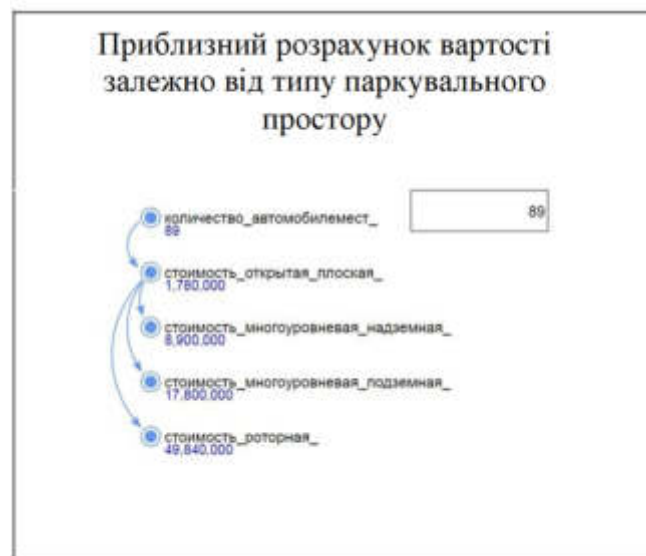 Приблизний розрахунок вартості
залежно від типу паркувального
простору
количество_автомобилемест_
89
89
стоимость_открытая_плоская_
1,780,000
стоимость_многоуровневая_надземная_
8,900,000
стоимость_многоуровневая_подземная_
17,800,000
стоимость_роторная_
49,840,000